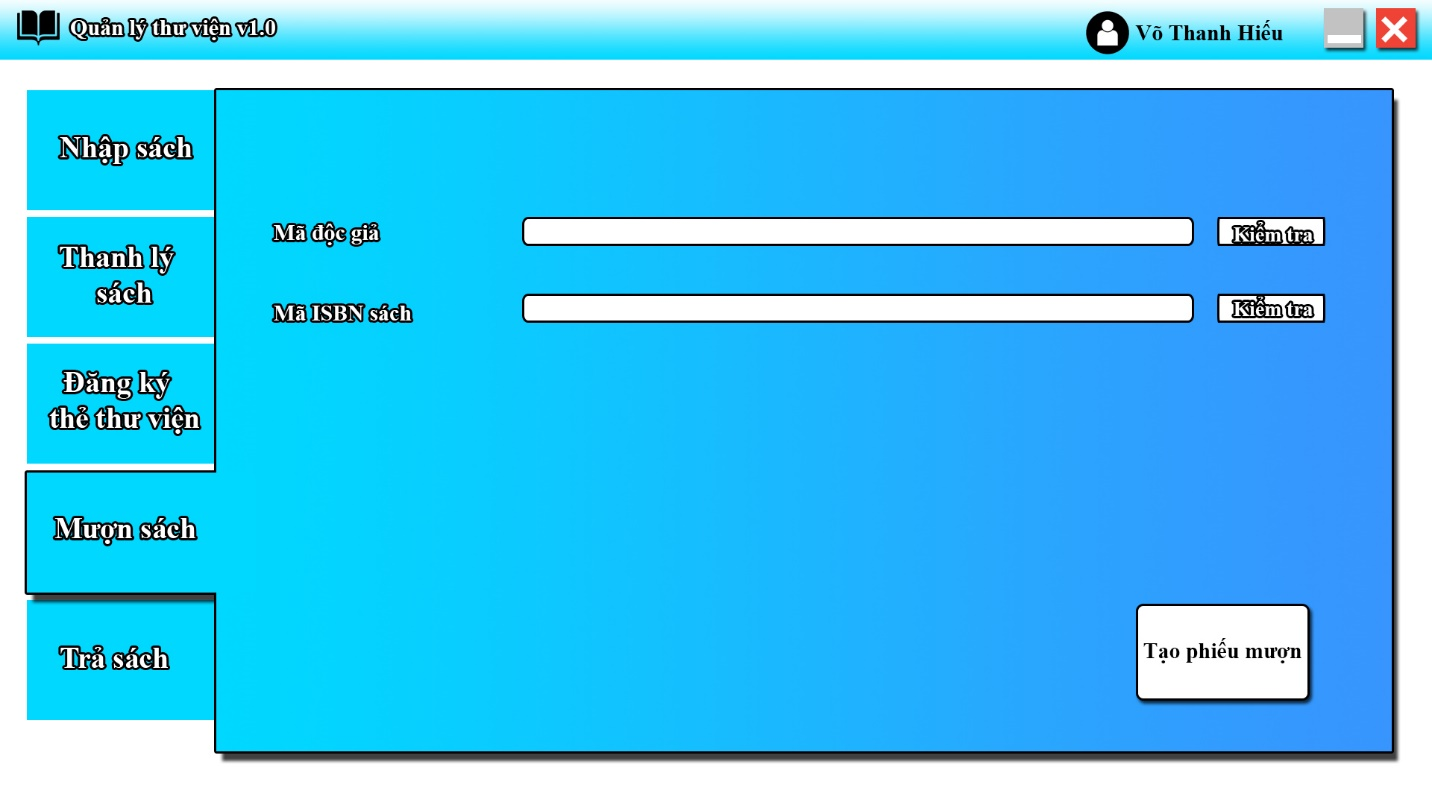 Quản lý thư viện v1.0
Võ Thanh Hiếu
Nhập sách
Thanh lý
sách
Đăng ký
thẻ thư viện
Mượn sách
Trả sách
Mã độc giả
Kiểm tra
Mã ISBN sách
Kiểm tra
Tạo phiếu mượn